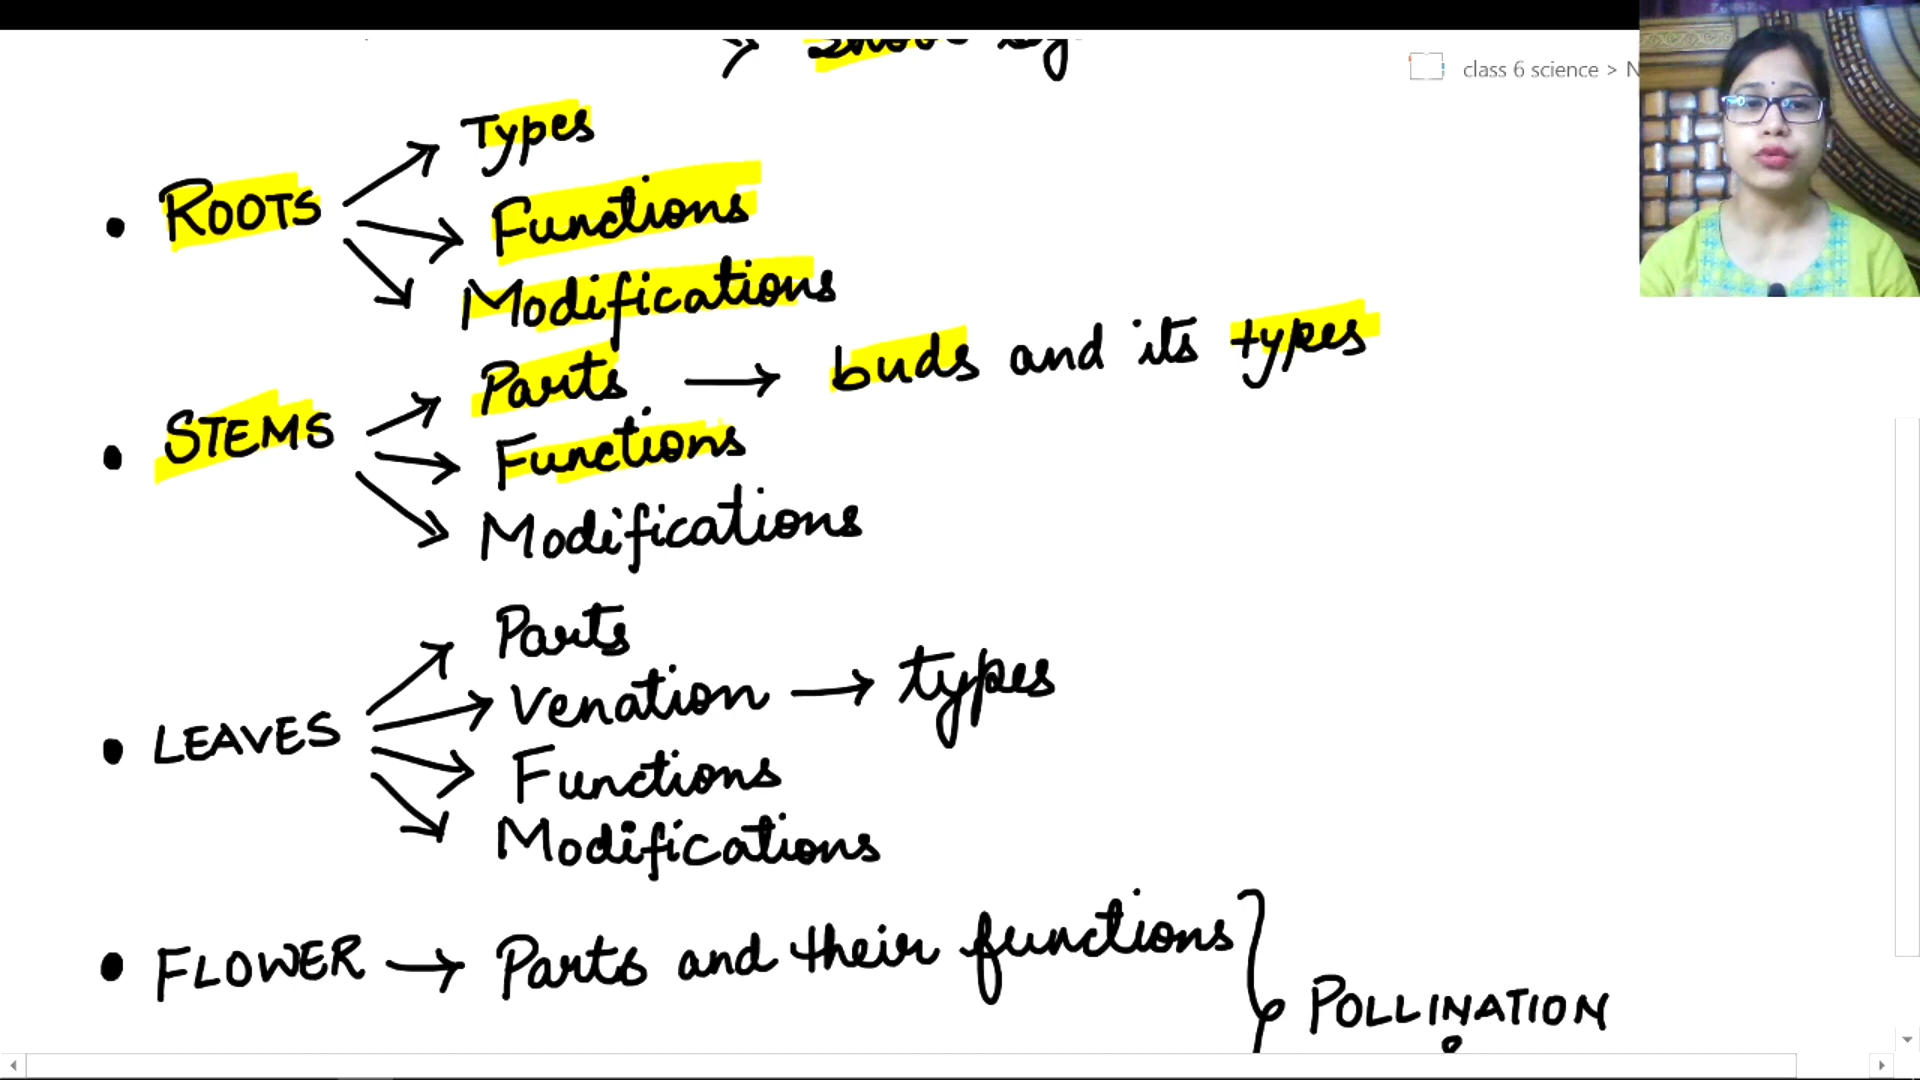 class 6 science > N
Types
• ROOTS
Functions
Modifications
Parts → buds and its types
• STEMS
Functions
Modifications
Parts
Venation → types
• LEAVES
Functions
Modifications
• FLOWER → Parts and their functions
POLLINATION